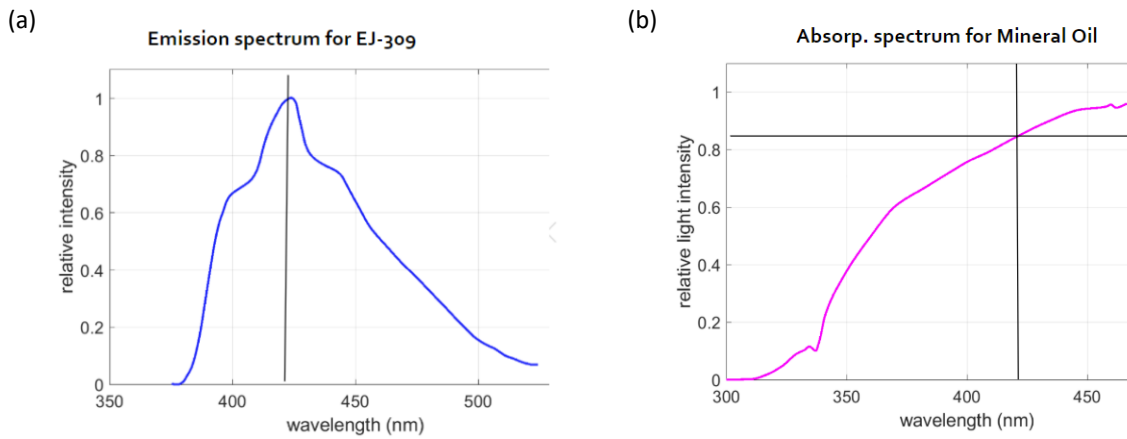 (a)
Emission spectrum for EJ-309
1
0.8
0.6
0.4
0.2
0
350
400
450
500
relative intensity
wavelength (nm)
(b)
Absorp. spectrum for Mineral Oil
1
0.8
0.6
0.4
0.2
0
300
350
400
450
relative light intensity
wavelength (nm)